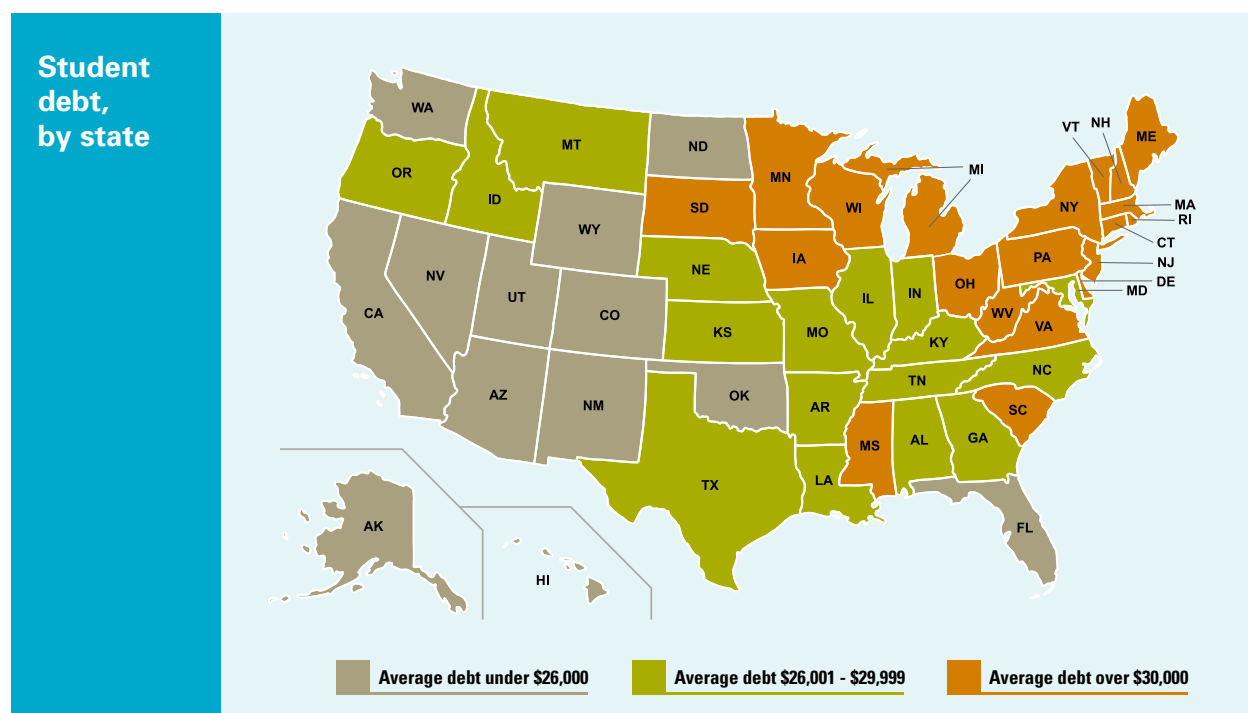 Student
debt,
by state
WA
MT
ND
MN
MI
VT
NH
ME
OR
ID
SD
WI
NY
MA
RI
WY
IA
PA
CT
NJ
NV
NE
OH
DE
MD
UT
IL
IN
CA
CO
KS
MO
WV
VA
KY
AZ
NM
OK
AR
TN
NC
SC
MS
AL
GA
TX
LA
AK
FL
HI
Average debt under $26,000
Average debt $26,001 - $29,999
Average debt over $30,000